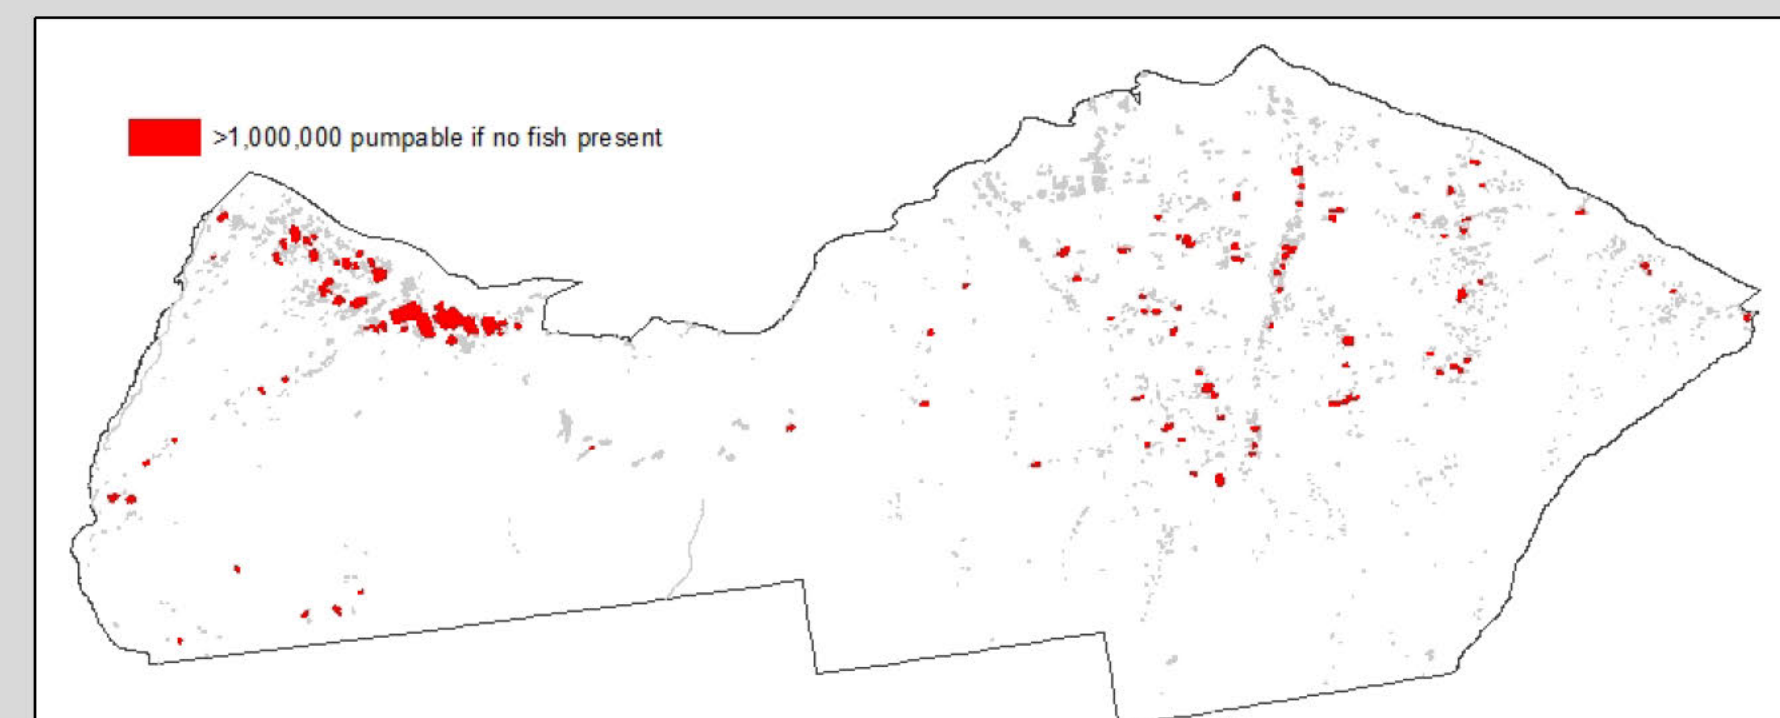 >1,000,000 pumpable if no fish present